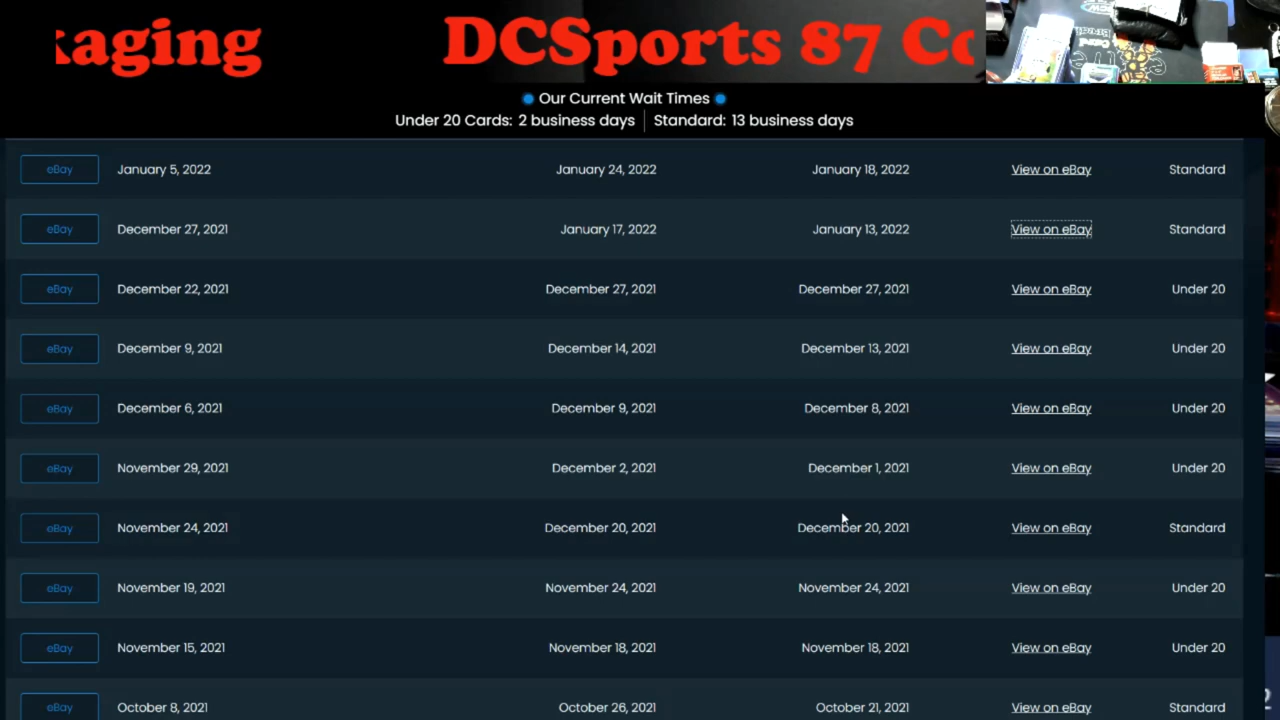 kaging DCSports 87 Co
Our Current Wait Times
Under 20 Cards: 2 business days Standard: 13 business days
eBay January 5, 2022 January 24, 2022 January 18, 2022 View on eBay Standard
eBay December 27, 2021 January 17, 2022 January 13, 2022 View on eBay Standard
eBay December 22, 2021 December 27, 2021 December 27, 2021 View on eBay Under 20
eBay December 9, 2021 December 14, 2021 December 13, 2021 View on eBay Under 20
eBay December 6, 2021 December 9, 2021 December 8, 2021 View on eBay Under 20
eBay November 29, 2021 December 2, 2021 December 1, 2021 View on eBay Under 20
eBay November 24, 2021 December 20, 2021 December 20, 2021 View on eBay Standard
eBay November 19, 2021 November 24, 2021 November 24, 2021 View on eBay Under 20
eBay November 15, 2021 November 18, 2021 November 18, 2021 View on eBay Under 20
eBay October 8, 2021 October 26, 2021 October 21, 2021 View on eBay Standard